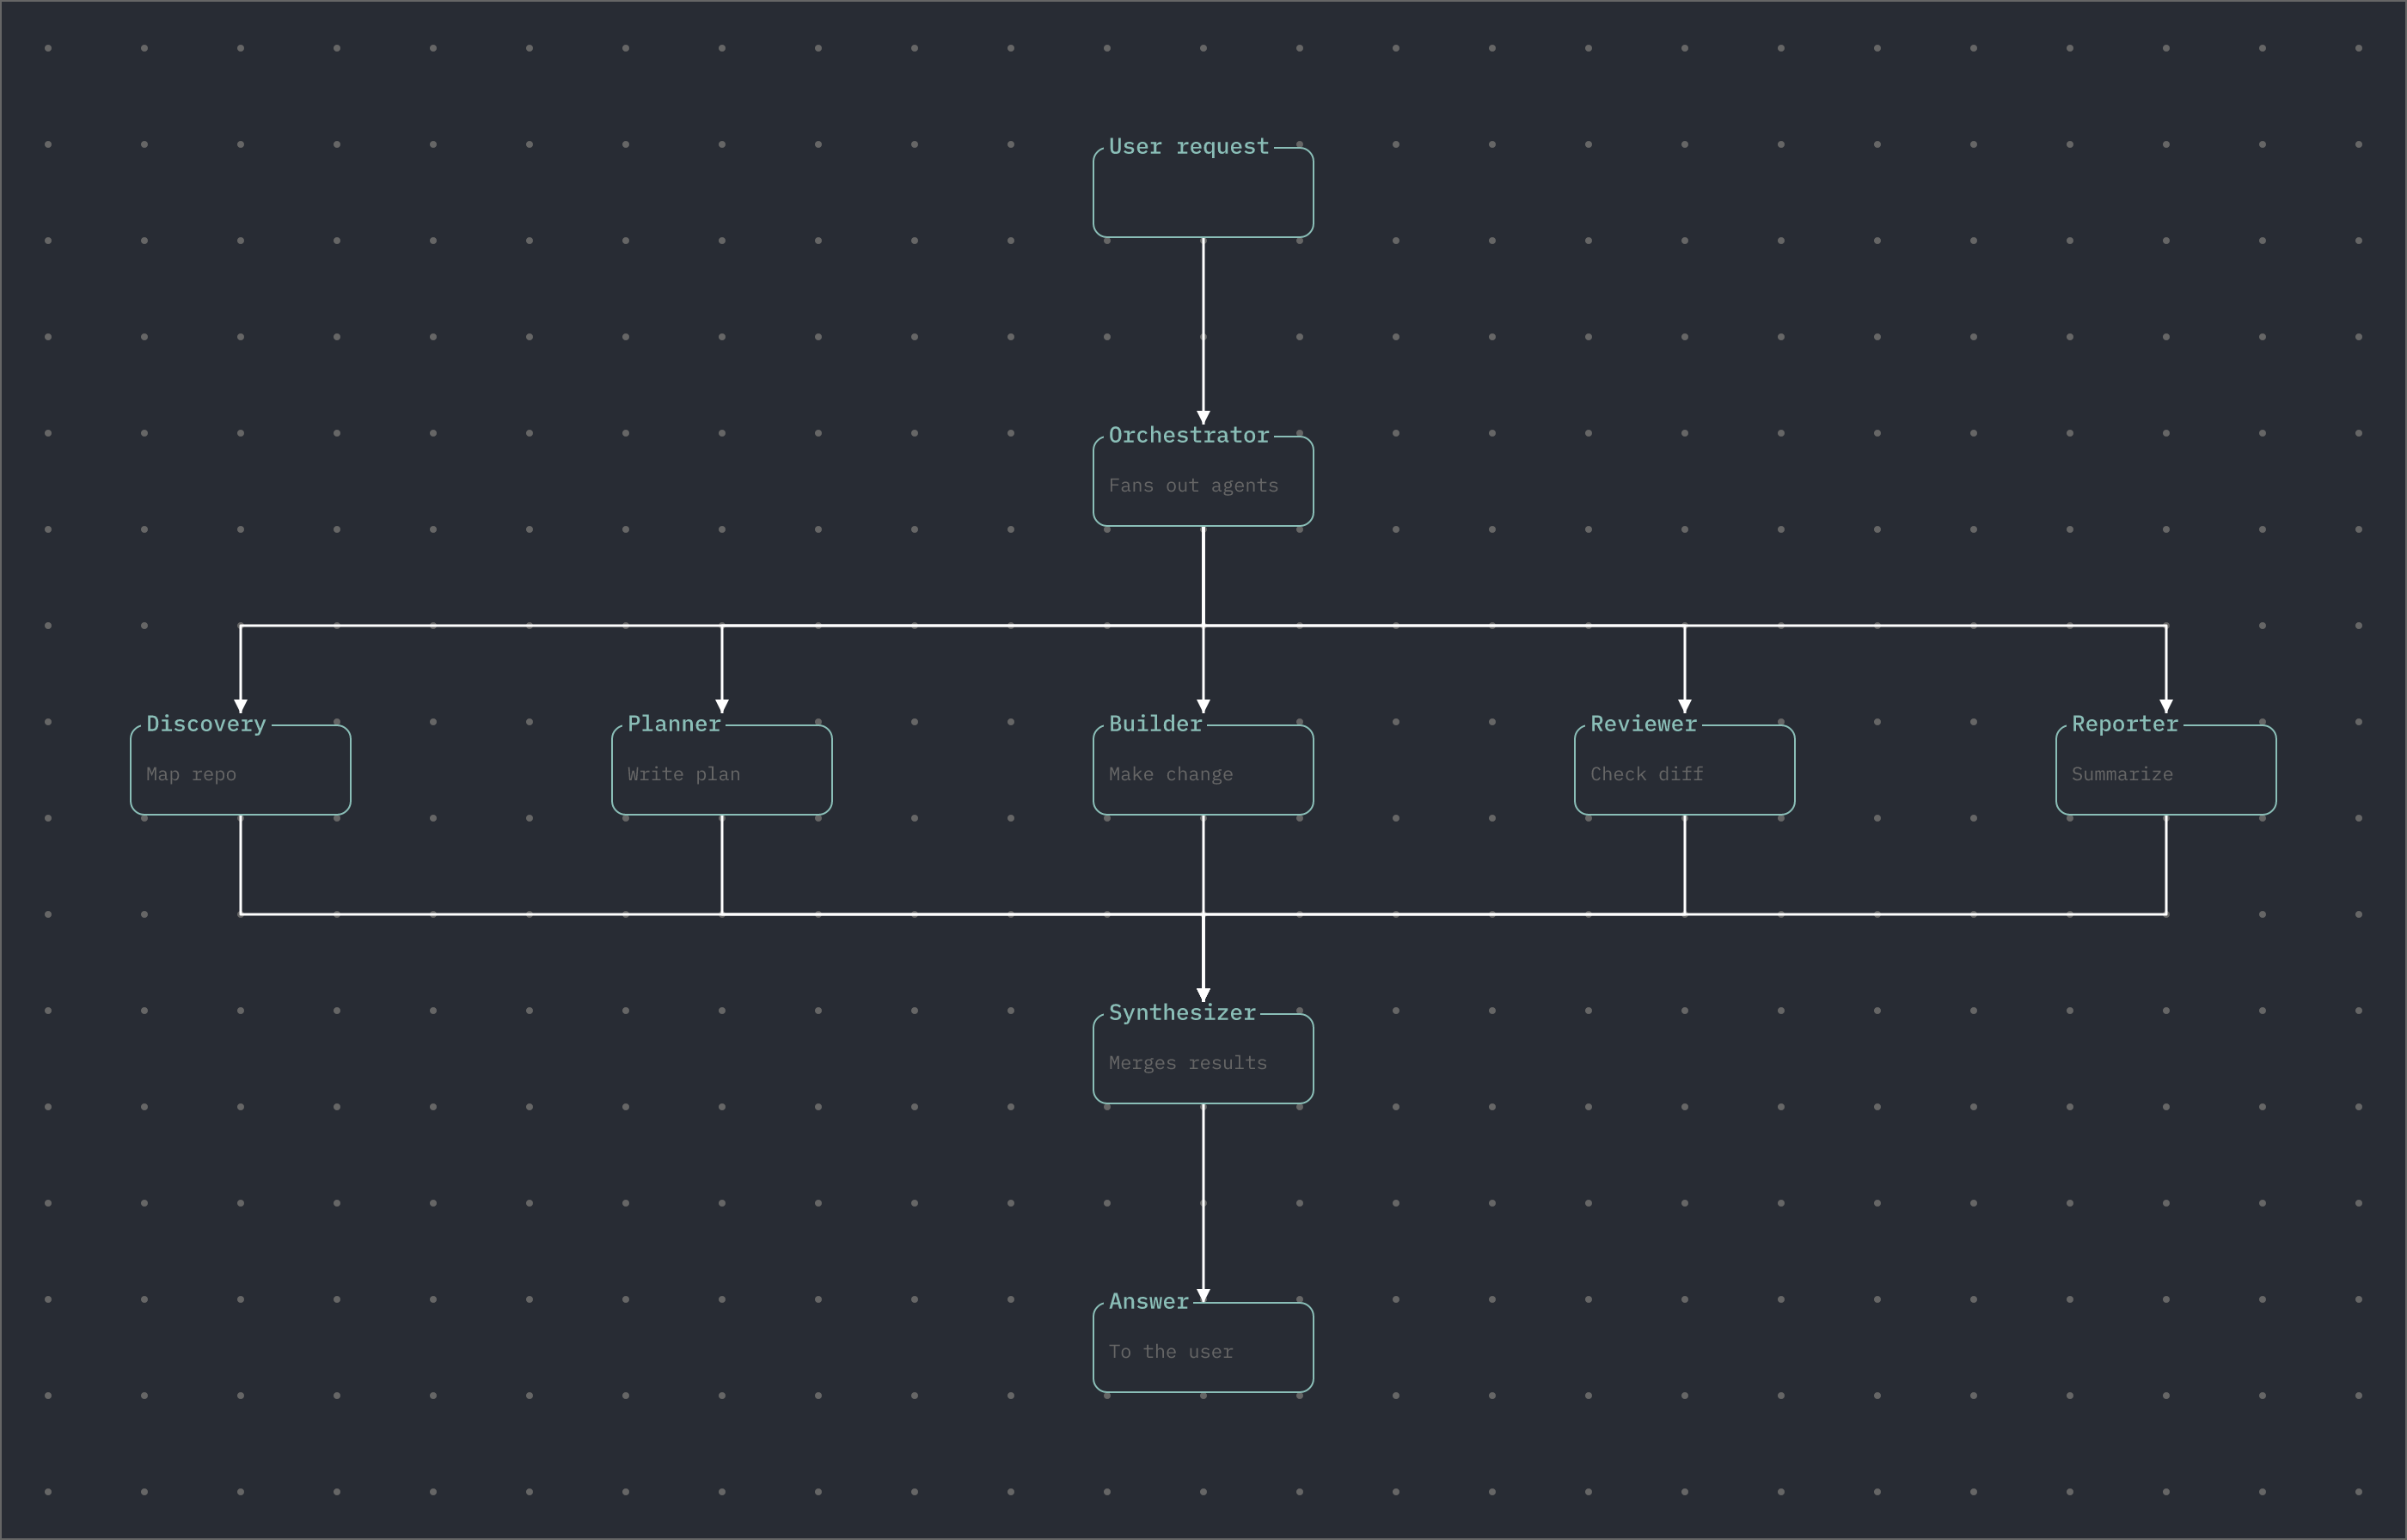 User request
Orchestrator
Fans out agents
Discovery
Map repo
Planner
Write plan
Builder
Make change
Reviewer
Check diff
Reporter
Summarize
Synthesizer
Merges results
Answer
To the user